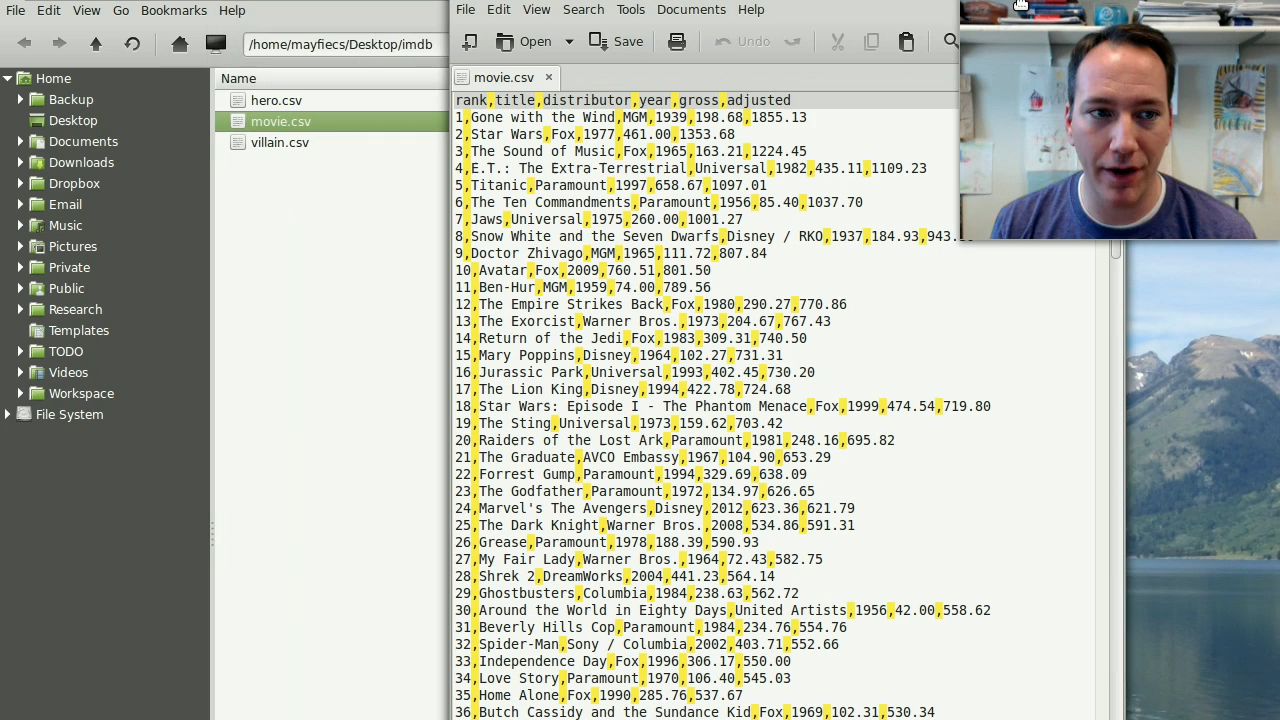 File Edit View Go Bookmarks Help
/home/mayfiecs/Desktop/imdb
Home
Backup
Desktop
Documents
Downloads
Dropbox
Email
Music
Pictures
Private
Public
Research
Templates
TODO
Videos
Workspace
File System
Name
hero.csv
movie.csv
villain.csv
File Edit View Search Tools Documents Help
Open Save Undo
movie.csv ×
rank,title,distributor,year,gross,adjusted
1,Gone with the Wind,MGM,1939,198.68,1855.13
2,Star Wars,Fox,1977,461.00,1353.68
3,The Sound of Music,Fox,1965,163.21,1224.45
4,E.T.: The Extra-Terrestrial,Universal,1982,435.11,1109.23
5,Titanic,Paramount,1997,658.67,1097.01
6,The Ten Commandments,Paramount,1956,85.40,1037.70
7,Jaws,Universal,1975,260.00,1001.27
8,Snow White and the Seven Dwarfs,Disney / RKO,1937,184.93,943.
9,Doctor Zhivago,MGM,1965,111.72,807.84
10,Avatar,Fox,2009,760.51,801.50
11,Ben-Hur,MGM,1959,74.00,789.56
12,The Empire Strikes Back,Fox,1980,290.27,770.86
13,The Exorcist,Warner Bros.,1973,204.67,767.43
14,Return of the Jedi,Fox,1983,309.31,740.50
15,Mary Poppins,Disney,1964,102.27,731.31
16,Jurassic Park,Universal,1993,402.45,730.20
17,The Lion King,Disney,1994,422.78,724.68
18,Star Wars: Episode I - The Phantom Menace,Fox,1999,474.54,719.80
19,The Sting,Universal,1973,159.62,703.42
20,Raiders of the Lost Ark,Paramount,1981,248.16,695.82
21,The Graduate,AVCO Embassy,1967,104.90,653.29
22,Forrest Gump,Paramount,1994,329.69,638.09
23,The Godfather,Paramount,1972,134.97,626.65
24,Marvel's The Avengers,Disney,2012,623.36,621.79
25,The Dark Knight,Warner Bros.,2008,534.86,591.31
26,Grease,Paramount,1978,188.39,590.93
27,My Fair Lady,Warner Bros.,1964,72.43,582.75
28,Shrek 2,DreamWorks,2004,441.23,564.14
29,Ghostbusters,Columbia,1984,238.63,562.72
30,Around the World in Eighty Days,United Artists,1956,42.00,558.62
31,Beverly Hills Cop,Paramount,1984,234.76,554.76
32,Spider-Man,Sony / Columbia,2002,403.71,552.66
33,Independence Day,Fox,1996,306.17,550.00
34,Love Story,Paramount,1970,106.40,545.03
35,Home Alone,Fox,1990,285.76,537.67
36,Butch Cassidy and the Sundance Kid,Fox,1969,102.31,530.34